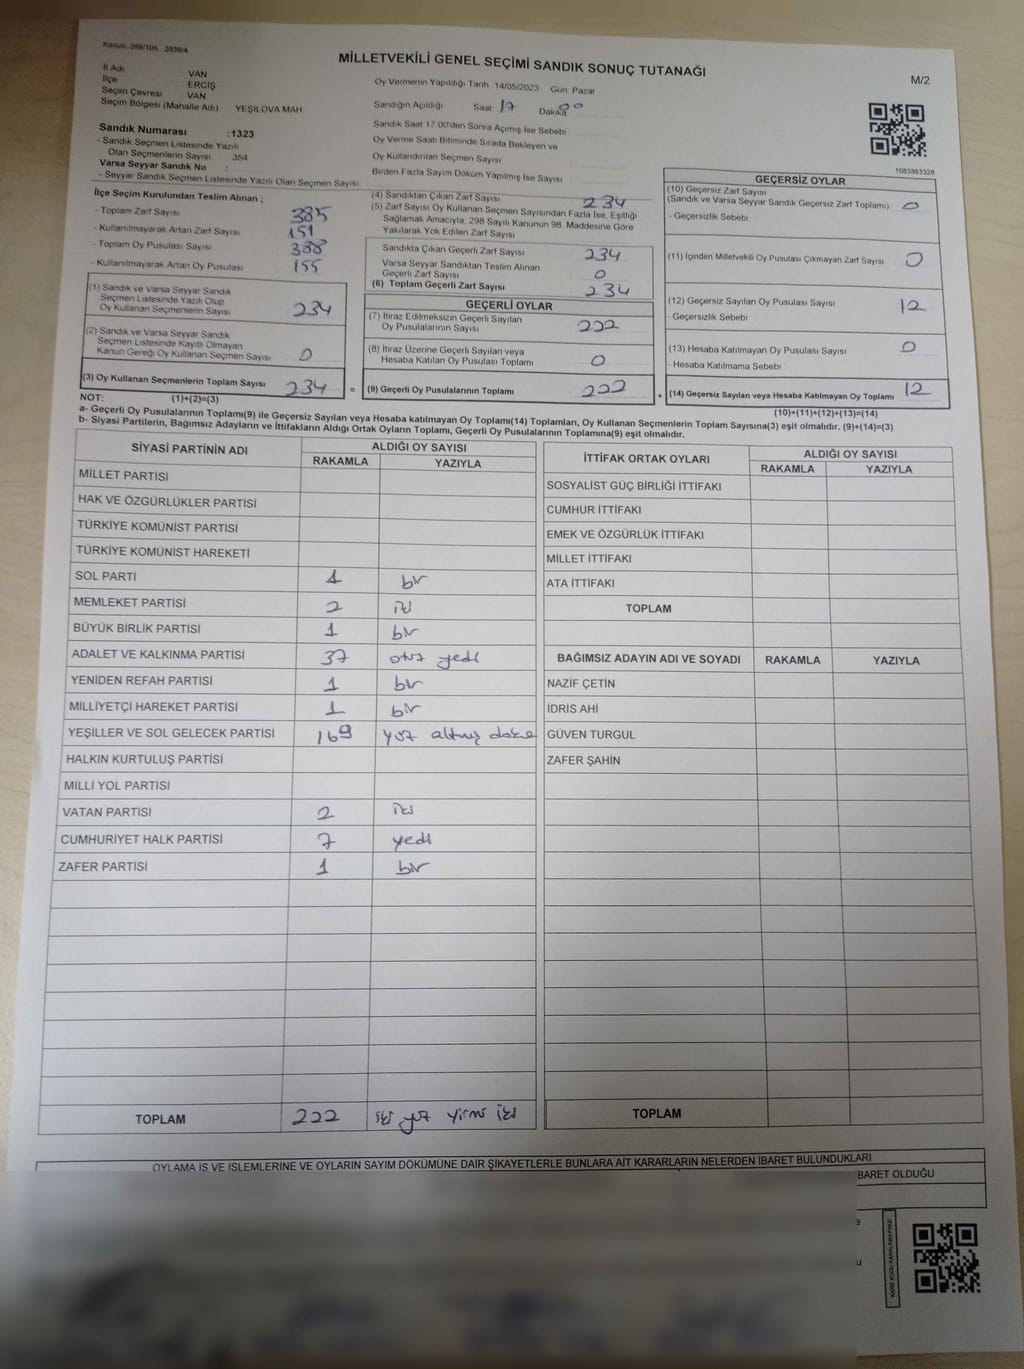 Kanun: 298/105 , 2839/4
MİLLETVEKİLİ GENEL SEÇİMİ SANDIK SONUÇ TUTANAĞI
M/2
İl Adı VAN
İlçe ERCİŞ
Seçim Çevresi VAN
Seçim Bölgesi (Mahalle Adı) YEŞİLOVA MAH
Sandık Numarası :1323
- Sandık Seçmen Listesinde Yazılı
Olan Seçmenlerin Sayısı 354
Varsa Seyyar Sandık No :
- Seyyar Sandık Seçmen Listesinde Yazılı Olan Seçmen Sayısı
Oy Vermenin Yapıldığı Tarih 14/05/2023 Gün: Pazar
Sandığın Açıldığı Saat 17 Dakika 00
Sandık Saat 17:00'den Sonra Açılmış İse Sebebi
Oy Verme Saati Bitiminde Sırada Bekleyen ve
Oy Kullandırılan Seçmen Sayısı
Birden Fazla Sayım Döküm Yapılmış İse Sayısı
1083863328
İlçe Seçim Kurulundan Teslim Alınan ;
- Toplam Zarf Sayısı 385
- Kullanılmayarak Artan Zarf Sayısı 151
- Toplam Oy Pusulası Sayısı 388
- Kullanılmayarak Artan Oy Pusulası 155
(1) Sandık ve Varsa Seyyar Sandık
Seçmen Listesinde Yazılı Olup
Oy Kullanan Seçmenlerin Sayısı 234
(2) Sandık ve Varsa Seyyar Sandık
Seçmen Listesinde Kayıtlı Olmayan
Kanun Gereği Oy Kullanan Seçmen Sayısı 0
(3) Oy Kullanan Seçmenlerin Toplam Sayısı 234 =
(4) Sandıktan Çıkan Zarf Sayısı 234
(5) Zarf Sayısı Oy Kullanan Seçmen Sayısından Fazla İse, Eşitliği
Sağlamak Amacıyla, 298 Sayılı Kanunun 98. Maddesine Göre
Yakılarak Yok Edilen Zarf Sayısı
Sandıkta Çıkan Geçerli Zarf Sayısı 234
Varsa Seyyar Sandıktan Teslim Alınan
Geçerli Zarf Sayısı 0
(6) Toplam Geçerli Zarf Sayısı 234
GEÇERLİ OYLAR
(7) İtiraz Edilmeksizin Geçerli Sayılan
Oy Pusulalarının Sayısı 222
(8) İtiraz Üzerine Geçerli Sayılan veya
Hesaba Katılan Oy Pusulası Toplamı 0
(9) Geçerli Oy Pusulalarının Toplamı 222 +
GEÇERSİZ OYLAR
(10) Geçersiz Zarf Sayısı
(Sandık ve Varsa Seyyar Sandık Geçersiz Zarf Toplamı) 0
- Geçersizlik Sebebi
(11) İçinden Milletvekili Oy Pusulası Çıkmayan Zarf Sayısı 0
(12) Geçersiz Sayılan Oy Pusulası Sayısı 12
- Geçersizlik Sebebi
(13) Hesaba Katılmayan Oy Pusulası Sayısı 0
- Hesaba Katılmama Sebebi
(14) Geçersiz Sayılan veya Hesaba Katılmayan Oy Toplamı 12
NOT: (1)+(2)=(3) (10)+(11)+(12)+(13)=(14)
a- Geçerli Oy Pusulalarının Toplamı(9) ile Geçersiz Sayılan veya Hesaba katılmayan Oy Toplamı(14) Toplamları, Oy Kullanan Seçmenlerin Toplam Sayısına(3) eşit olmalıdır. (9)+(14)=(3)
b- Siyasi Partilerin, Bağımsız Adayların ve İttifakların Aldığı Ortak Oyların Toplamı, Geçerli Oy Pusulalarının Toplamına(9) eşit olmalıdır.
SİYASİ PARTİNİN ADI ALDIĞI OY SAYISI
RAKAMLA YAZIYLA
MİLLET PARTİSİ
HAK VE ÖZGÜRLÜKLER PARTİSİ
TÜRKİYE KOMÜNİST PARTİSİ
TÜRKİYE KOMÜNİST HAREKETİ
SOL PARTİ 1 bir
MEMLEKET PARTİSİ 2 iki
BÜYÜK BİRLİK PARTİSİ 1 bir
ADALET VE KALKINMA PARTİSİ 37 otuz yedi
YENİDEN REFAH PARTİSİ 1 bir
MİLLİYETÇİ HAREKET PARTİSİ 1 bir
YEŞİLLER VE SOL GELECEK PARTİSİ 169 yüz altmış dokuz
HALKIN KURTULUŞ PARTİSİ
MİLLİ YOL PARTİSİ
VATAN PARTİSİ 2 iki
CUMHURİYET HALK PARTİSİ 7 yedi
ZAFER PARTİSİ 1 bir
TOPLAM 222 iki yüz yirmi iki
İTTİFAK ORTAK OYLARI ALDIĞI OY SAYISI
RAKAMLA YAZIYLA
SOSYALİST GÜÇ BİRLİĞİ İTTİFAKI
CUMHUR İTTİFAKI
EMEK VE ÖZGÜRLÜK İTTİFAKI
MİLLET İTTİFAKI
ATA İTTİFAKI
TOPLAM
BAĞIMSIZ ADAYIN ADI VE SOYADI RAKAMLA YAZIYLA
NAZİF ÇETİN
İDRİS AHİ
GÜVEN TURGUL
ZAFER ŞAHİN
TOPLAM
OYLAMA İŞ VE İŞLEMLERİNE VE OYLARIN SAYIM DÖKÜMÜNE DAİR ŞİKAYETLERLE BUNLARA AİT KARARLARIN NELERDEN İBARET BULUNDUKLARI
BARET OLDUĞU